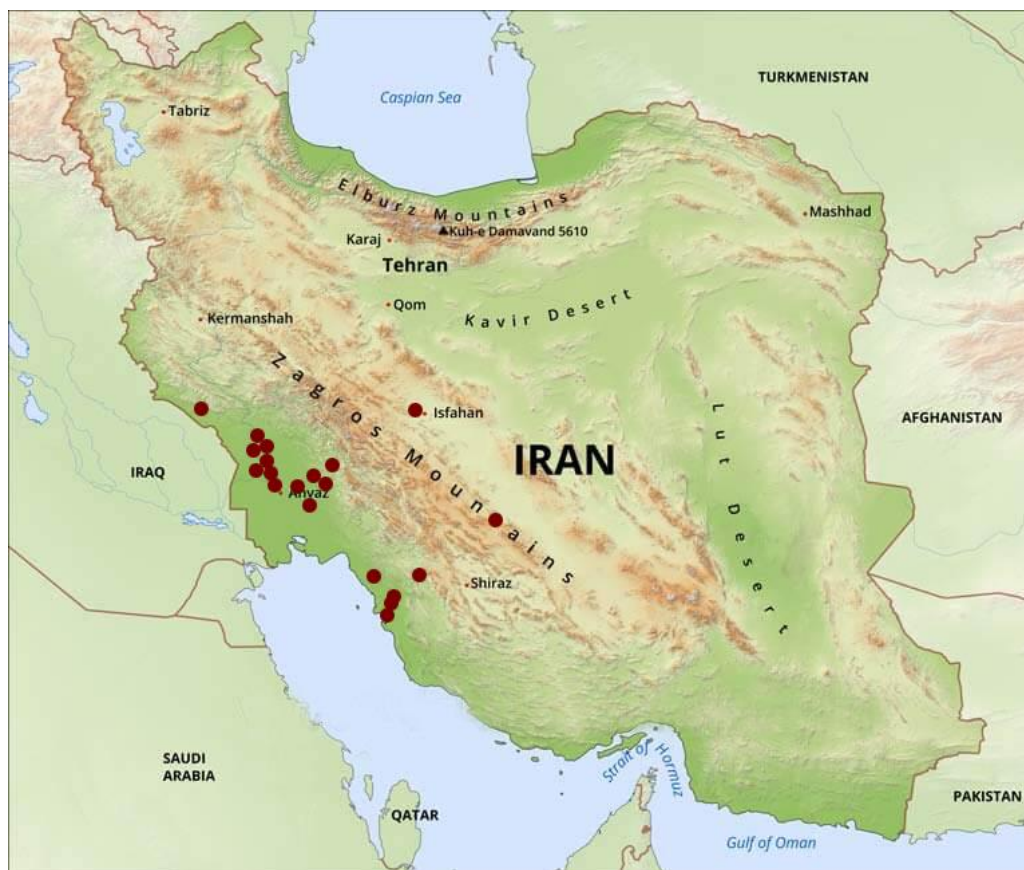 TURKMENISTAN
Caspian Sea
Tabriz
Elburz Mountains
Mashhad
Kuh-e Damavand 5610
Karaj
Tehran
Qom
Kavir Desert
Kermanshah
Zagros Mountains
Isfahan
Lut Desert
AFGHANISTAN
IRAN
IRAQ
Ahvaz
Shiraz
SAUDI
ARABIA
Strait of Hormuz
QATAR
PAKISTAN
Gulf of Oman